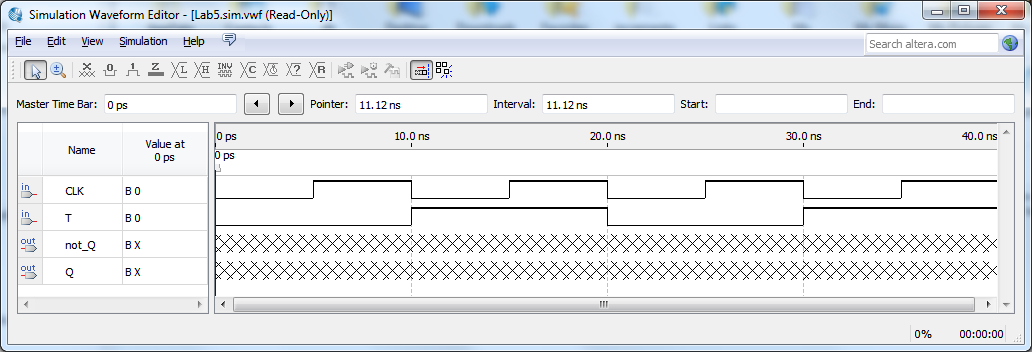 Simulation Waveform Editor - [Lab5.sim.vwf (Read-Only)]
File Edit View Simulation Help
Search altera.com
Master Time Bar: 0 ps Pointer: 11.12 ns Interval: 11.12 ns Start: End:
Name Value at 0 ps
0 ps 10.0 ns 20.0 ns 30.0 ns 40.0 ns
0 ps
in CLK B 0
in T B 0
out not_Q B X
out Q B X
0% 00:00:00